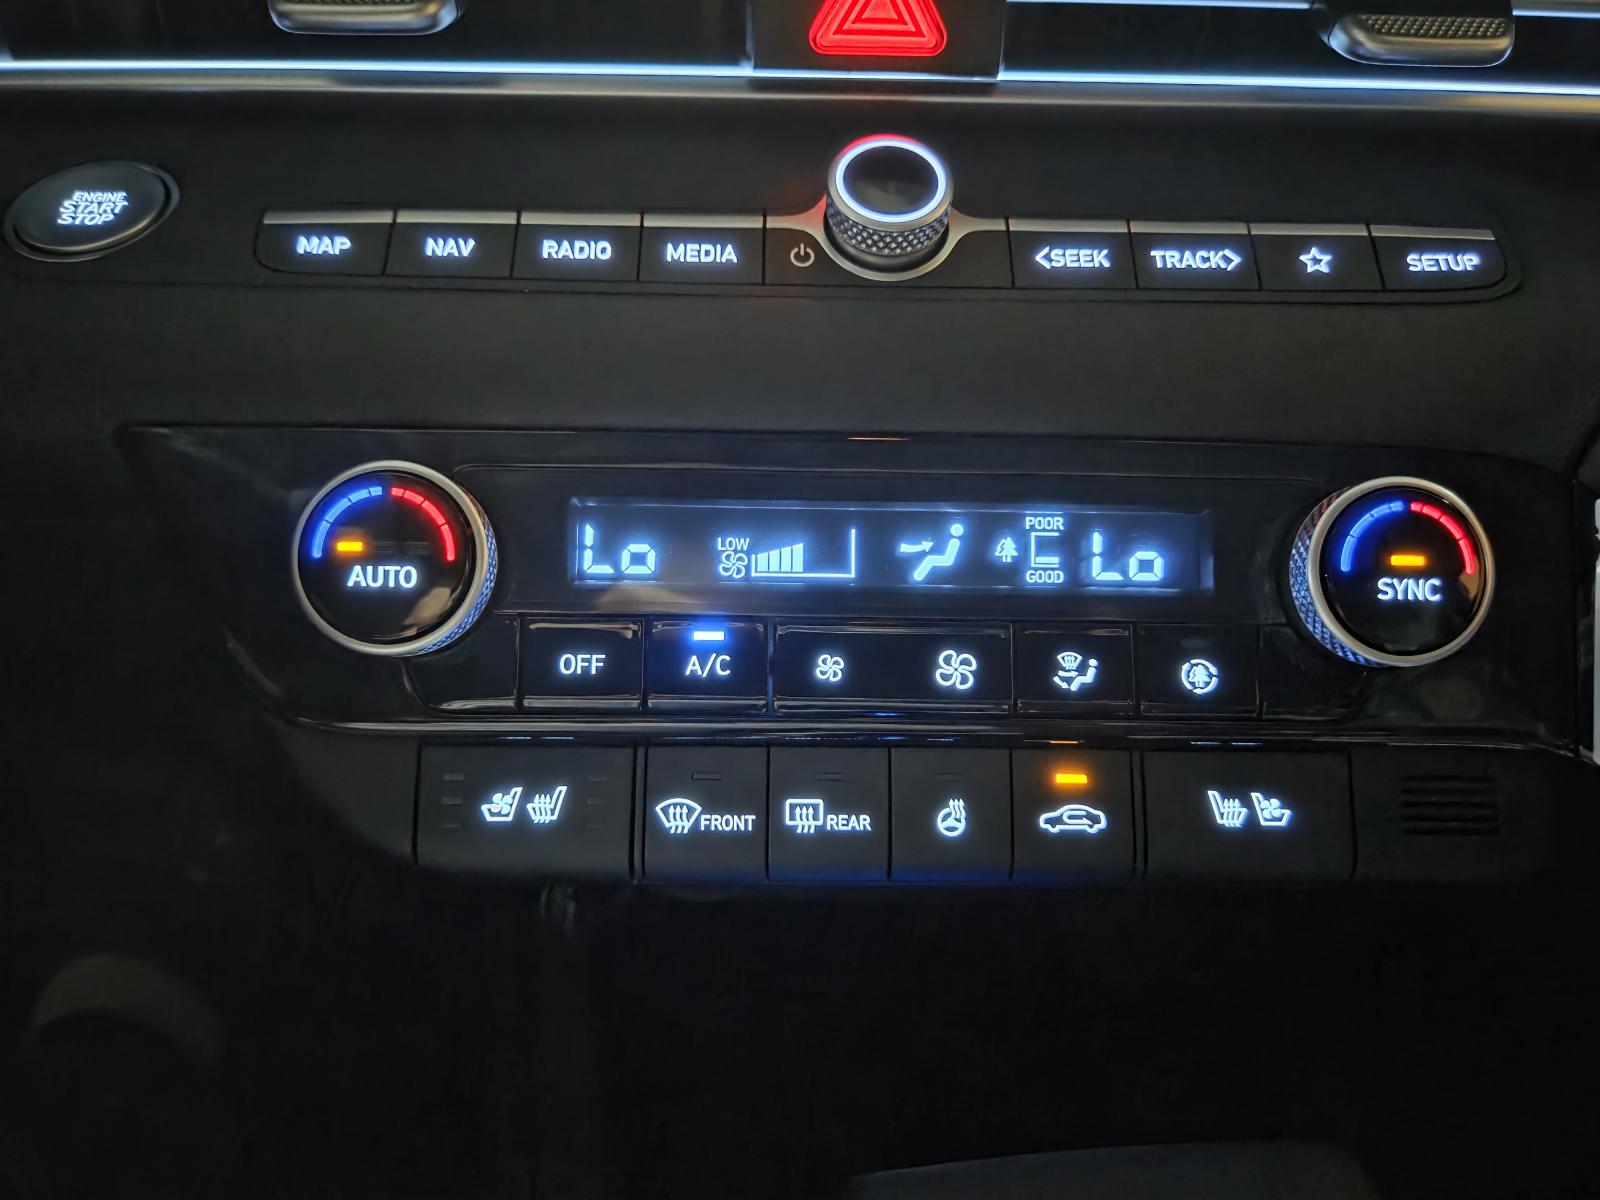 ENGINE
START
STOP
MAP
NAV
RADIO
MEDIA
<SEEK
TRACK>
SETUP
AUTO
Lo
LOW
POOR
GOOD
Lo
SYNC
OFF
A/C
FRONT
REAR